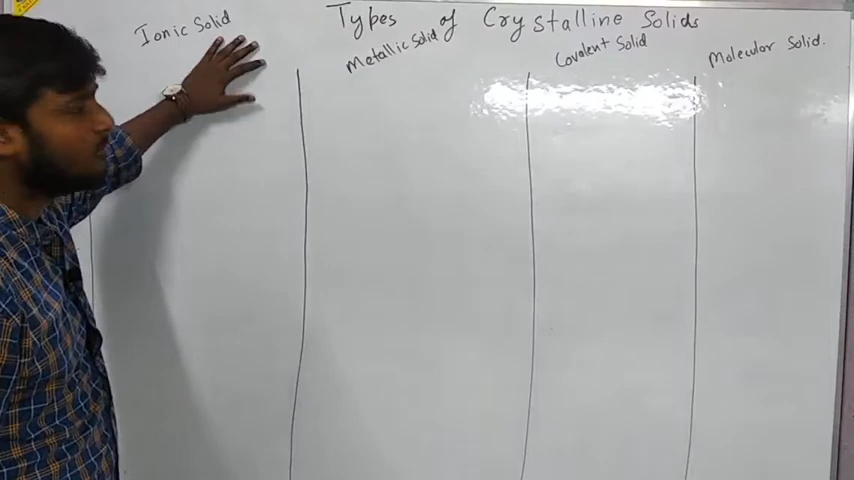 Types of Crystalline Solids
Ionic Solid
Metallic Solid
Covalent Solid
Molecular Solid.